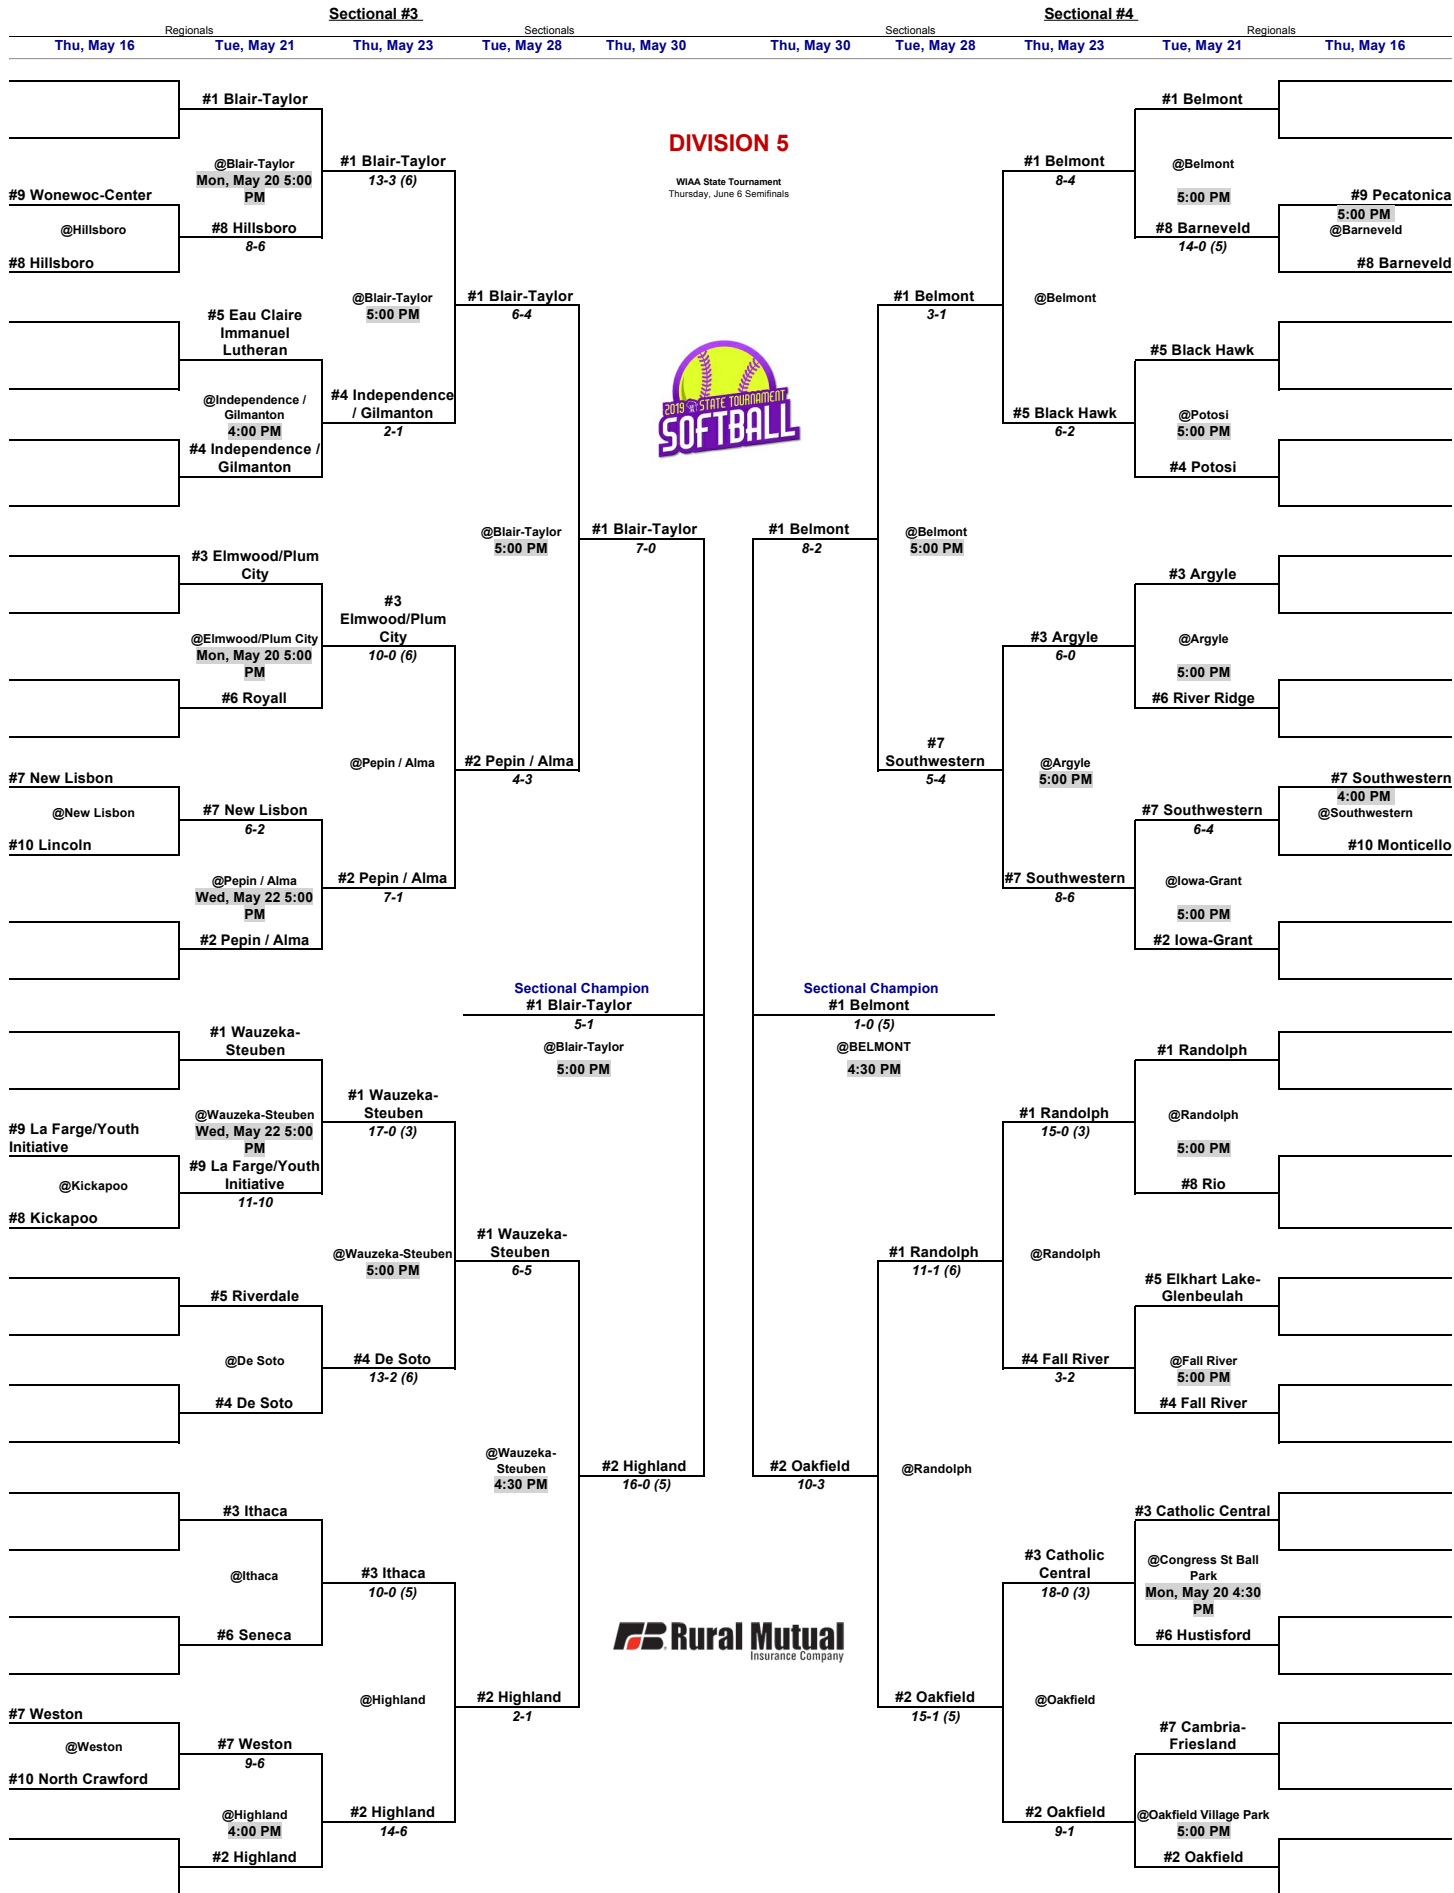 Sectional #3
Sectional #4
Regionals
Sectionals
Sectionals
Regionals
Thu, May 16
Tue, May 21
Thu, May 23
Tue, May 28
Thu, May 30
Thu, May 30
Tue, May 28
Thu, May 23
Tue, May 21
Thu, May 16
DIVISION 5
WIAA State Tournament
Thursday, June 6 Semifinals
#1 Blair-Taylor
@Blair-Taylor
Mon, May 20 5:00
PM
#9 Wonewoc-Center
@Hillsboro
#8 Hillsboro
#8 Hillsboro
8-6
#1 Blair-Taylor
13-3 (6)
@Blair-Taylor
5:00 PM
#5 Eau Claire
Immanuel
Lutheran
@Independence /
Gilmanton
4:00 PM
#4 Independence /
Gilmanton
#4 Independence
/ Gilmanton
2-1
#1 Blair-Taylor
6-4
@Blair-Taylor
5:00 PM
#1 Blair-Taylor
7-0
#3 Elmwood/Plum
City
@Elmwood/Plum City
Mon, May 20 5:00
PM
#6 Royall
#3
Elmwood/Plum
City
10-0 (6)
@Pepin / Alma
#2 Pepin / Alma
4-3
#7 New Lisbon
@New Lisbon
#10 Lincoln
#7 New Lisbon
6-2
@Pepin / Alma
Wed, May 22 5:00
PM
#2 Pepin / Alma
#2 Pepin / Alma
7-1
Sectional Champion
#1 Blair-Taylor
5-1
@Blair-Taylor
5:00 PM
#1 Wauzeka-
Steuben
@Wauzeka-Steuben
Wed, May 22 5:00
PM
#9 La Farge/Youth
Initiative
@Kickapoo
#8 Kickapoo
#9 La Farge/Youth
Initiative
11-10
#1 Wauzeka-
Steuben
17-0 (3)
@Wauzeka-Steuben
5:00 PM
#1 Wauzeka-
Steuben
6-5
#5 Riverdale
@De Soto
#4 De Soto
#4 De Soto
13-2 (6)
@Wauzeka-
Steuben
4:30 PM
#2 Highland
16-0 (5)
#3 Ithaca
@Ithaca
#6 Seneca
#3 Ithaca
10-0 (5)
@Highland
#2 Highland
2-1
#7 Weston
@Weston
#10 North Crawford
#7 Weston
9-6
@Highland
4:00 PM
#2 Highland
#2 Highland
14-6
2019 STATE TOURNAMENT
SOFTBALL
#1 Belmont
@Belmont
5:00 PM
#9 Pecatonica
5:00 PM
@Barneveld
#8 Barneveld
#8 Barneveld
14-0 (5)
#1 Belmont
8-4
@Belmont
#1 Belmont
3-1
#5 Black Hawk
@Potosi
5:00 PM
#4 Potosi
#5 Black Hawk
6-2
@Belmont
5:00 PM
#1 Belmont
8-2
#3 Argyle
@Argyle
5:00 PM
#6 River Ridge
#3 Argyle
6-0
@Argyle
5:00 PM
#7
Southwestern
5-4
#7 Southwestern
4:00 PM
@Southwestern
#10 Monticello
#7 Southwestern
6-4
@Iowa-Grant
5:00 PM
#2 Iowa-Grant
#7 Southwestern
8-6
Sectional Champion
#1 Belmont
1-0 (5)
@BELMONT
4:30 PM
#1 Randolph
@Randolph
5:00 PM
#8 Rio
#1 Randolph
15-0 (3)
@Randolph
#1 Randolph
11-1 (6)
#5 Elkhart Lake-
Glenbeulah
@Fall River
5:00 PM
#4 Fall River
#4 Fall River
3-2
@Randolph
#2 Oakfield
10-3
#3 Catholic Central
@Congress St Ball
Park
Mon, May 20 4:30
PM
#6 Hustisford
#3 Catholic
Central
18-0 (3)
@Oakfield
#2 Oakfield
15-1 (5)
#7 Cambria-
Friesland
@Oakfield Village Park
5:00 PM
#2 Oakfield
#2 Oakfield
9-1
Rural Mutual
Insurance Company